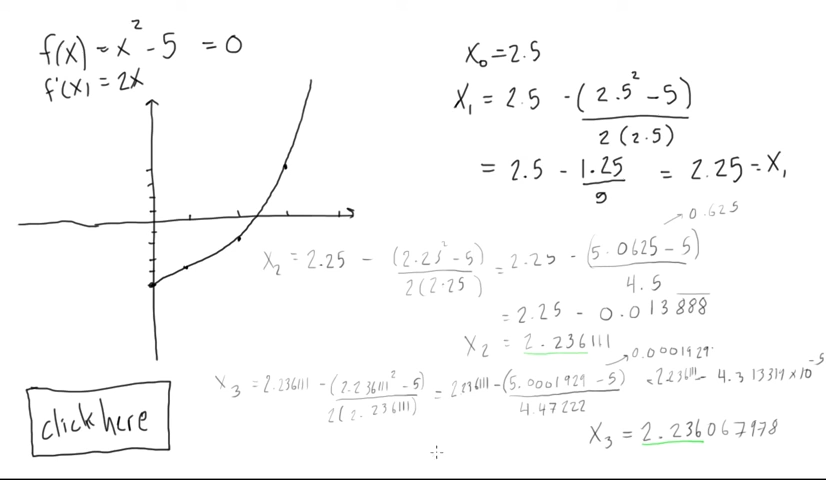 f(x) = x² - 5 = 0
f'(x) = 2x
x₀ = 2.5
x₁ = 2.5 - (2.5² - 5) / 2(2.5)
= 2.5 - 1.25 / 5 = 2.25 = x₁
0.625
x₂ = 2.25 - (2.25² - 5) / 2(2.25) = 2.25 - (5.0625 - 5) / 4.5
= 2.25 - 0.013888
x₂ = 2.236111
0.0001929
x₃ = 2.236111 - (2.236111² - 5) / 2(2.236111) = 2.236111 - (5.0001929 - 5) / 4.47222 = 2.236111 - 4.313319 x 10⁻⁵
x₃ = 2.236067978
click here